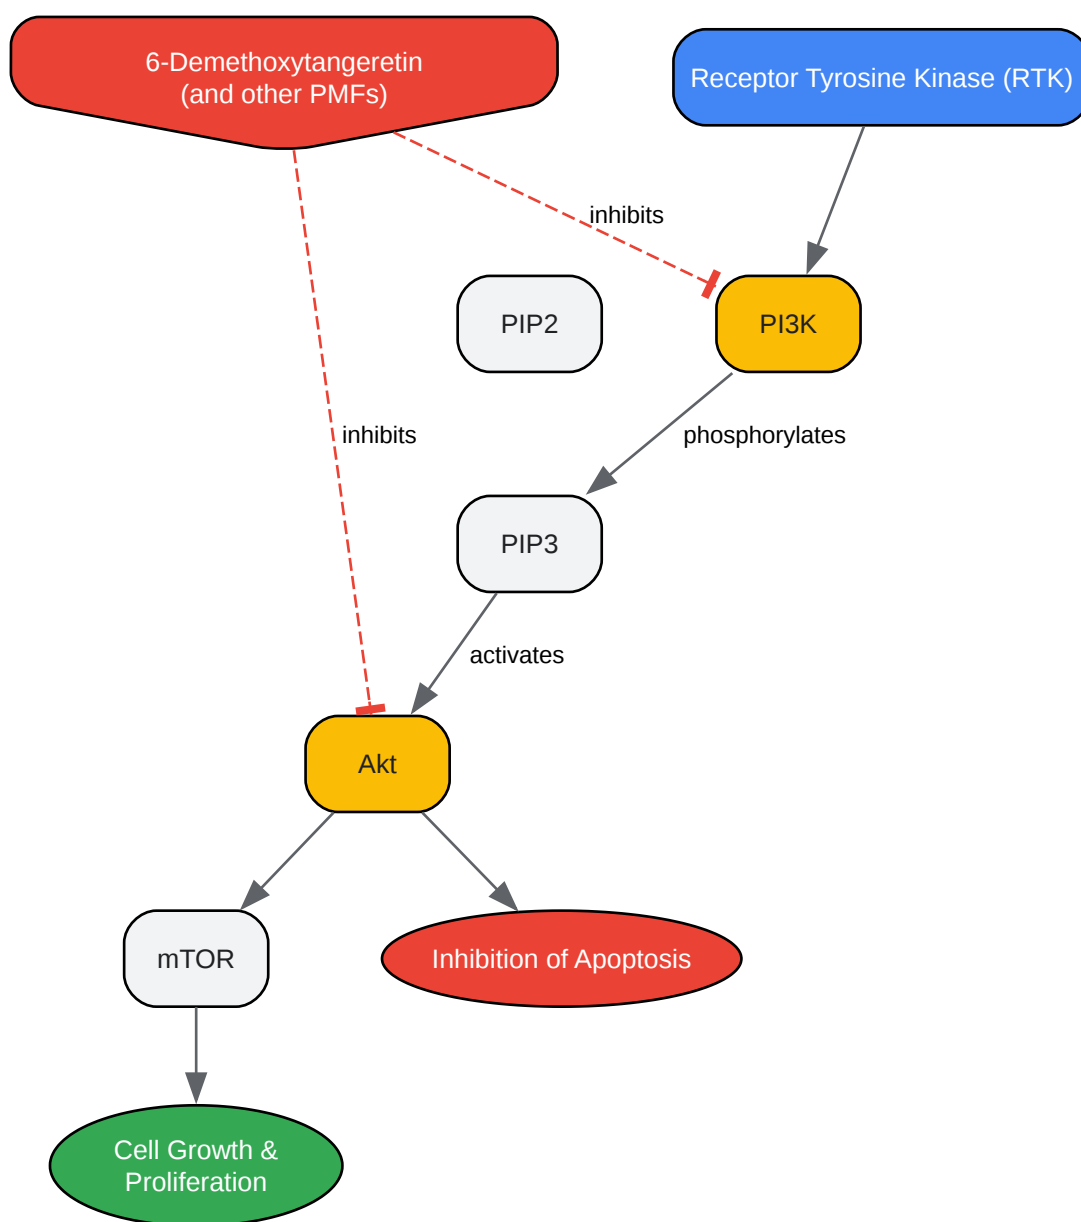 6-Demethoxytangeretin
(and other PMFs)
Receptor Tyrosine Kinase (RTK)
inhibits
PIP2
PI3K
inhibits
phosphorylates
PIP3
activates
Akt
mTOR
Inhibition of Apoptosis
Cell Growth &
Proliferation